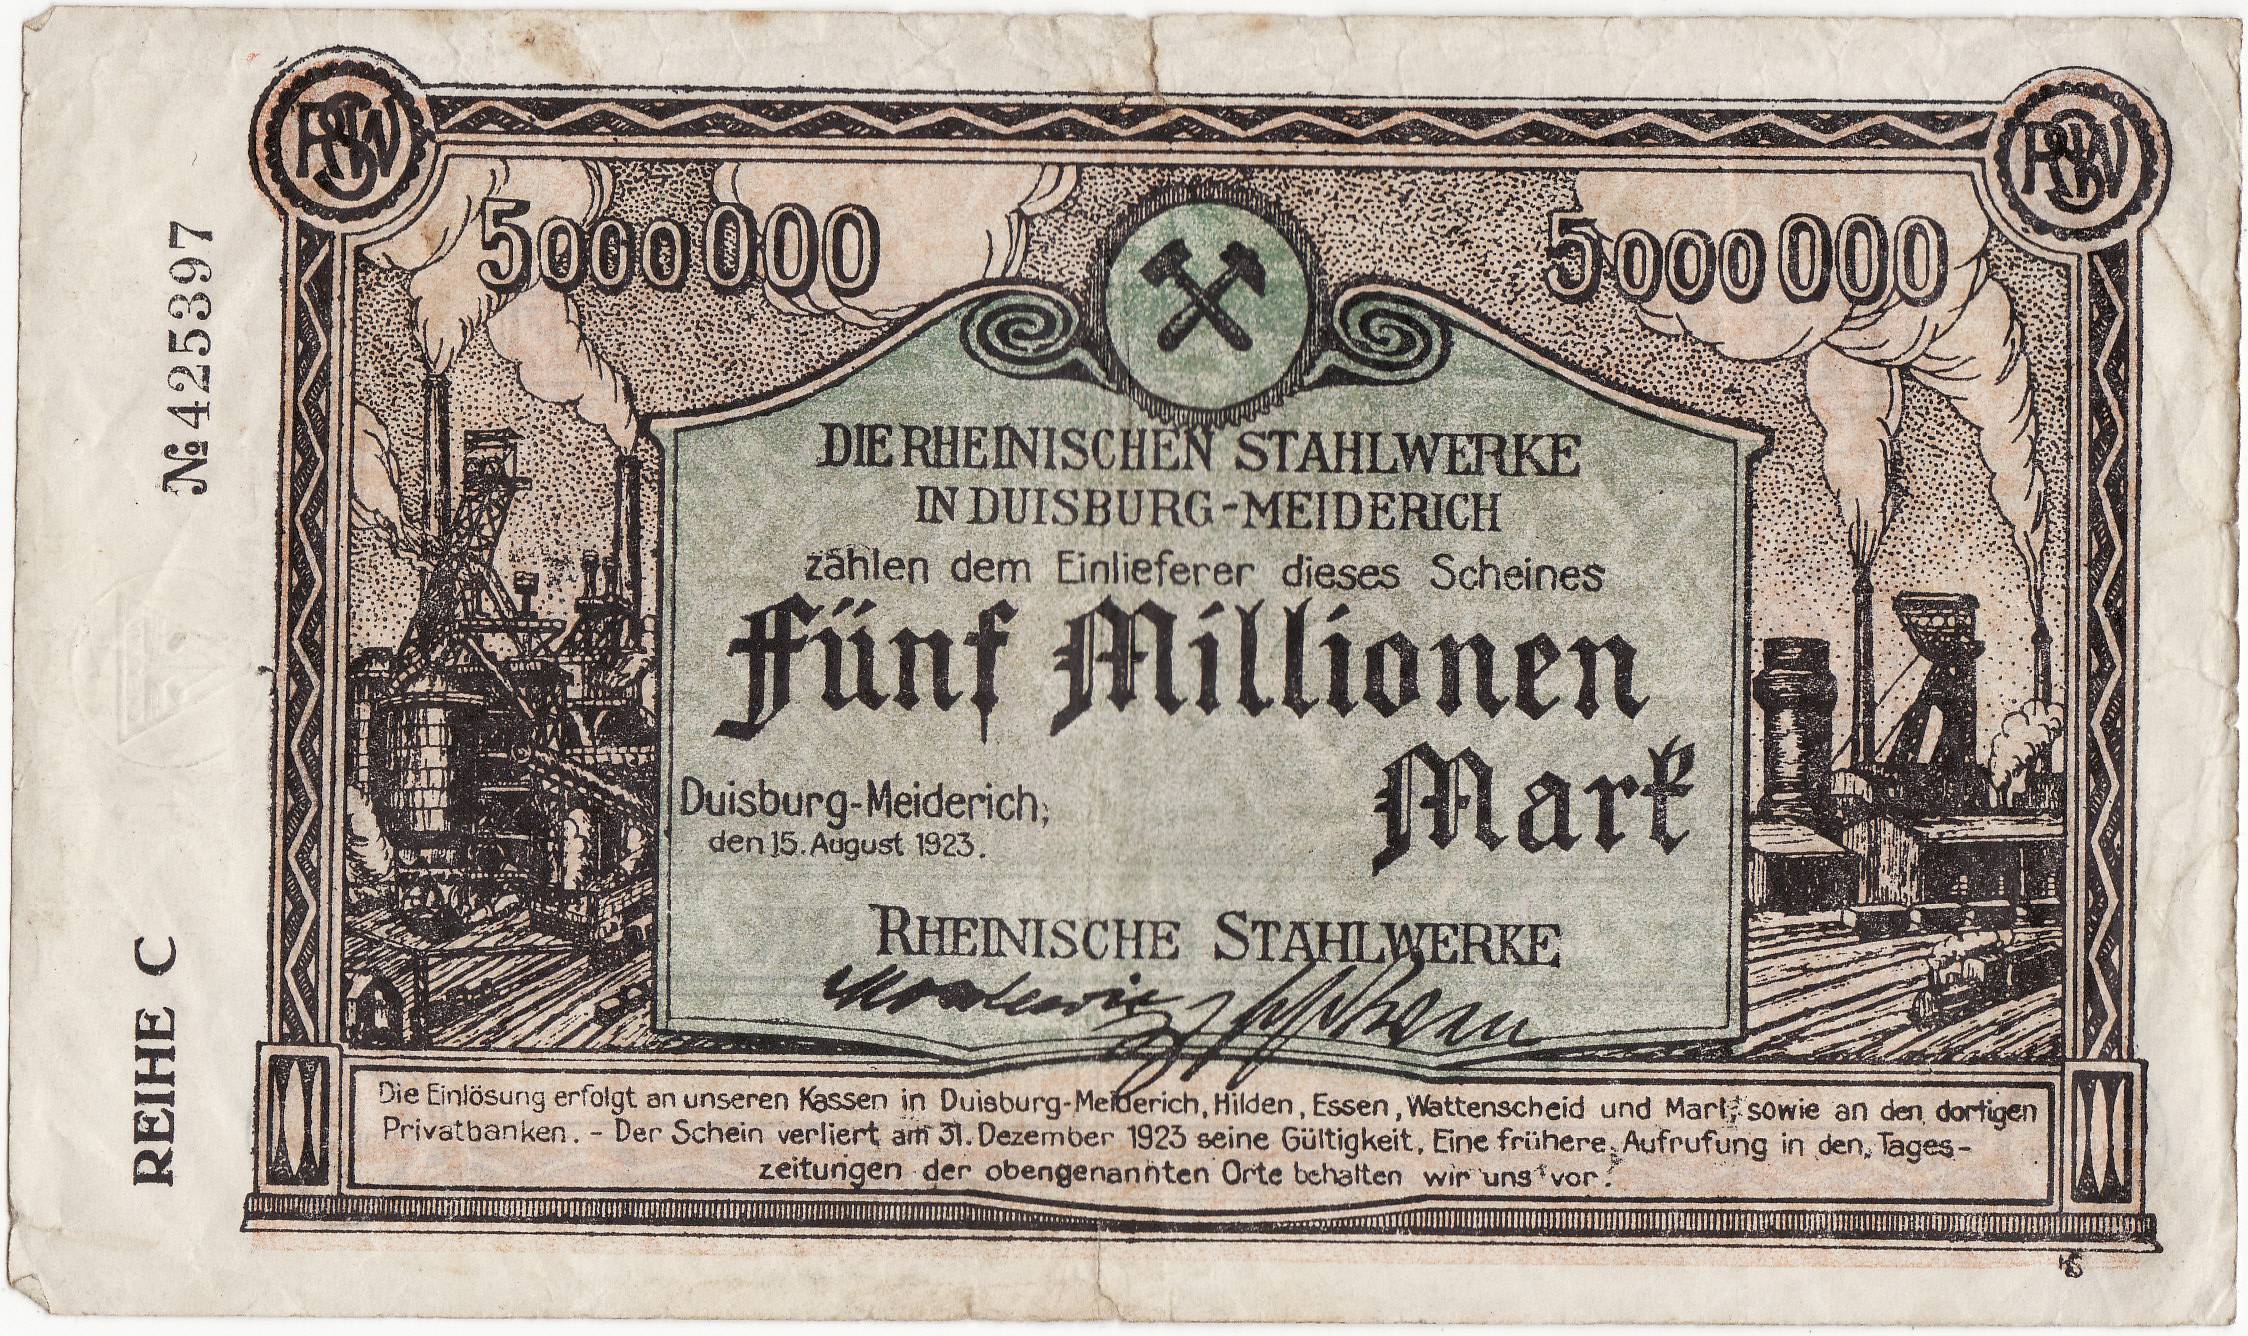 RSW
RSW
5000000
5000000
№ 425397
DIE RHEINISCHEN STAHLWERKE
IN DUISBURG-MEIDERICH
zählen dem Einlieferer dieses Scheines
Fünf Millionen
Mark
Duisburg-Meiderich,
den 15. August 1923.
RHEINISCHE STAHLWERKE
REIHE C
Die Einlösung erfolgt an unseren Kassen in Duisburg-Meiderich, Hilden, Essen, Wattenscheid und Marl, sowie an den dortigen
Privatbanken. - Der Schein verliert am 31. Dezember 1923 seine Gültigkeit. Eine frühere Aufrufung in den Tages-
zeitungen der obengenannten Orte behalten wir uns vor.